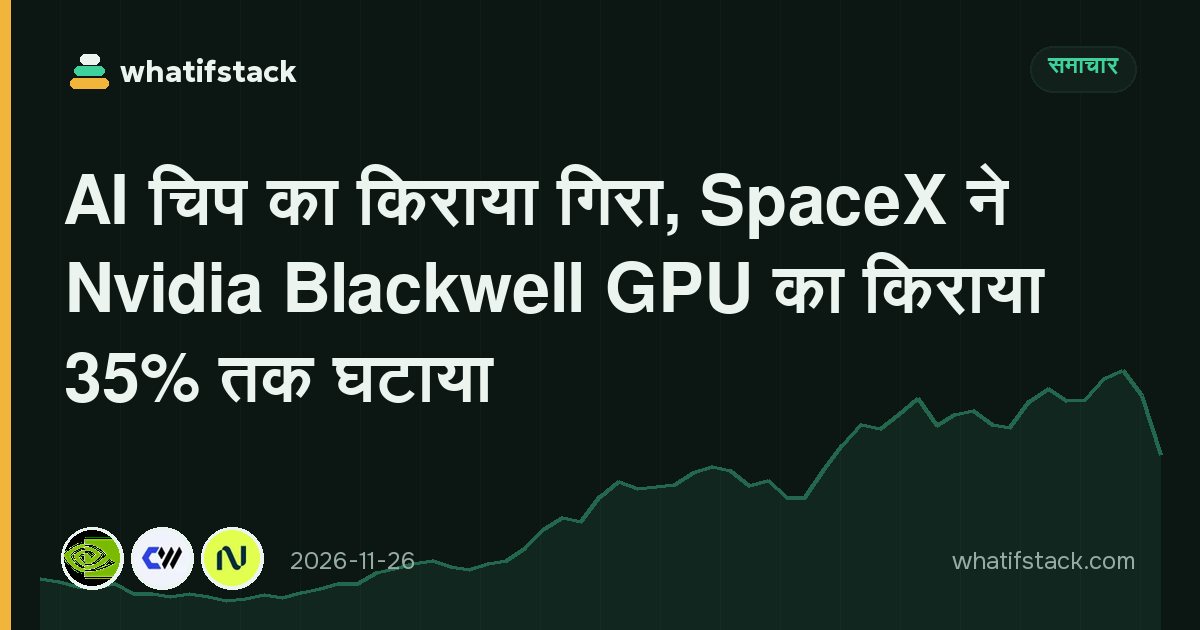 whatifstack
समाचार
AI चिप का किराया गिरा, SpaceX ने
Nvidia Blackwell GPU का किराया
35% तक घटाया
2026-11-26
whatifstack.com